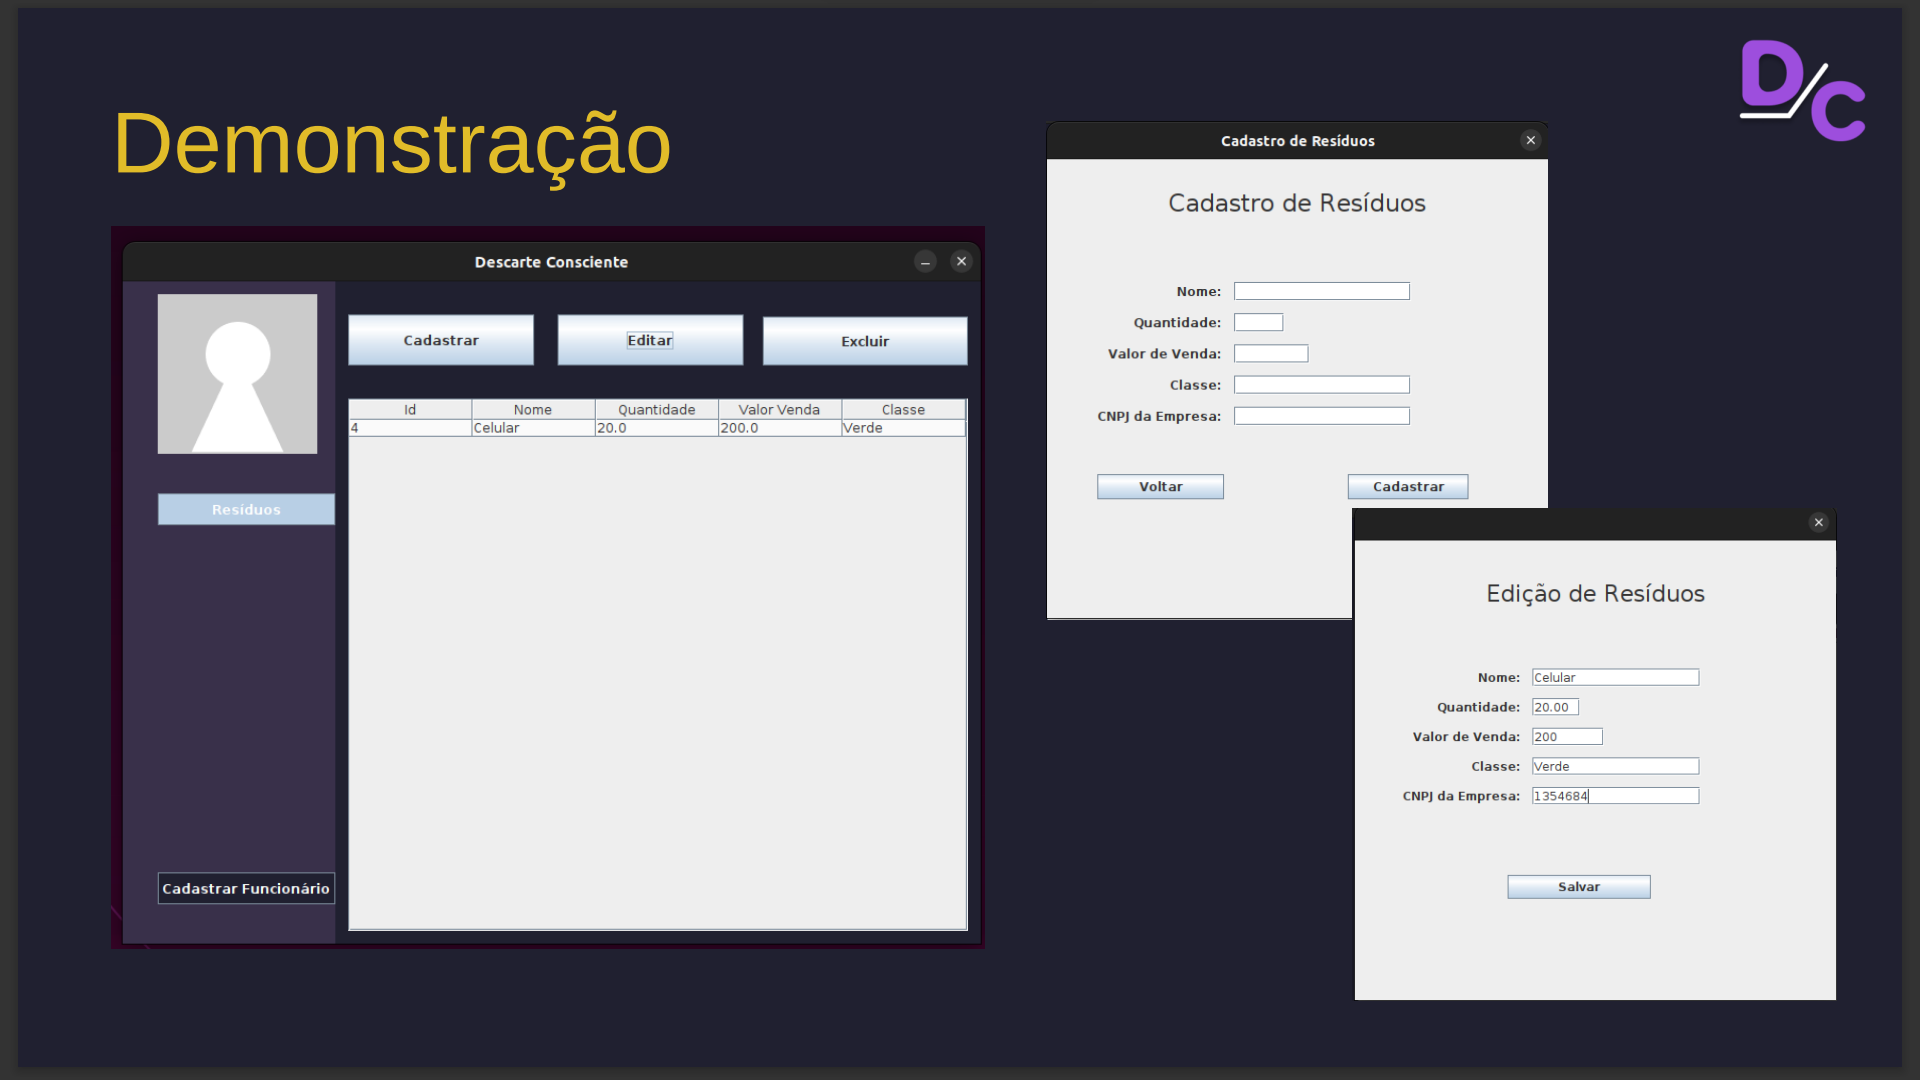 D/C
Demonstração
Descarte Consciente
Cadastrar Editar Excluir
Id Nome Quantidade Valor Venda Classe
4 Celular 20.0 200.0 Verde
Resíduos
Cadastrar Funcionário
Cadastro de Resíduos
Cadastro de Resíduos
Nome:
Quantidade:
Valor de Venda:
Classe:
CNPJ da Empresa:
Voltar Cadastrar
Edição de Resíduos
Nome: Celular
Quantidade: 20.00
Valor de Venda: 200
Classe: Verde
CNPJ da Empresa: 1354684
Salvar